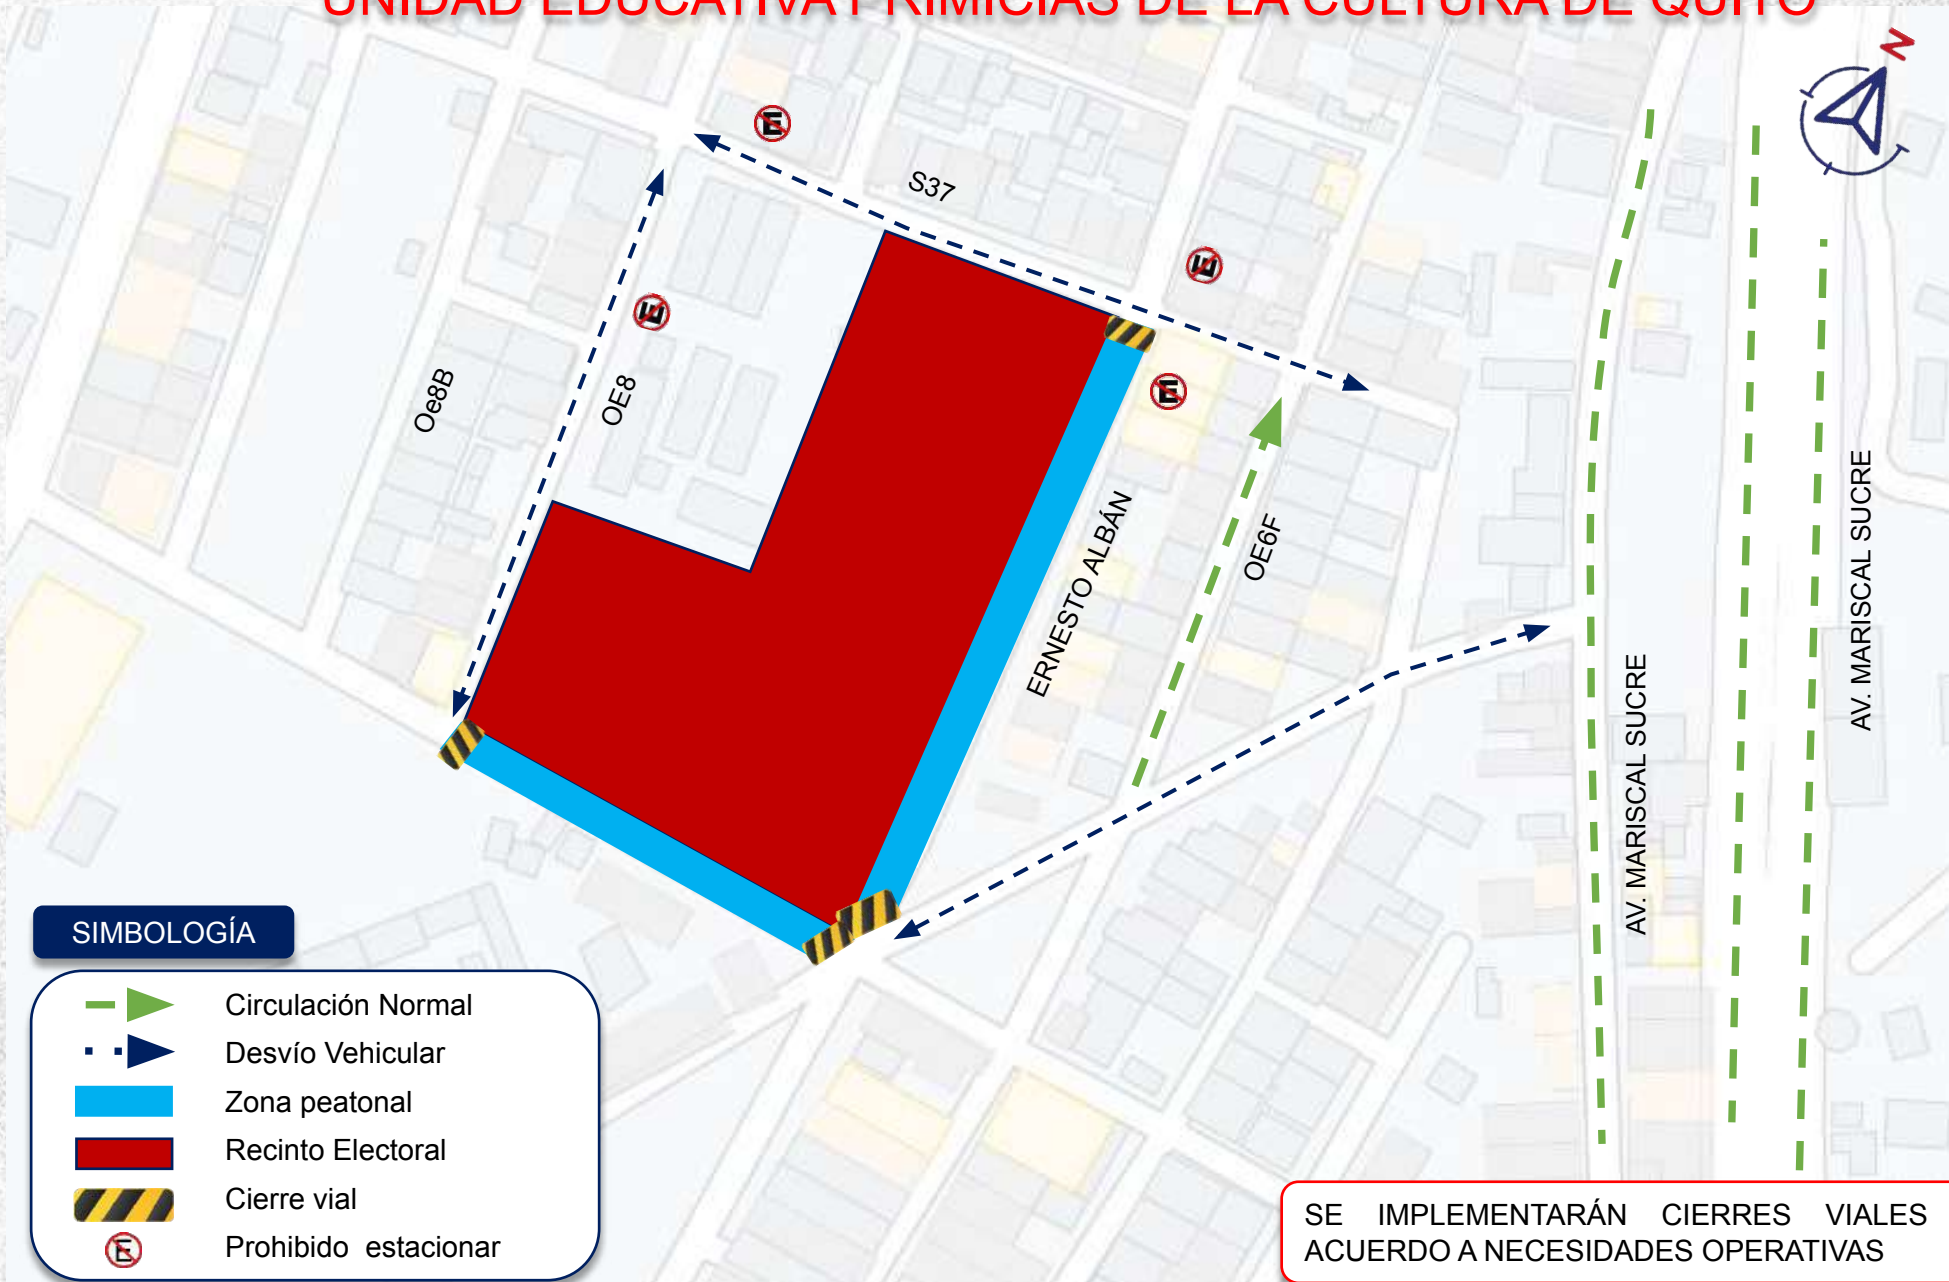 UNIDAD EDUCATIVA PRIMICIAS DE LA CULTURA DE QUITO
N
E
S37
E
E
E
Oe8B
OE8
ERNESTO ALBÁN
OE6F
AV. MARISCAL SUCRE
AV. MARISCAL SUCRE
SIMBOLOGÍA
Circulación Normal
Desvío Vehicular
Zona peatonal
Recinto Electoral
Cierre vial
E
Prohibido estacionar
SE IMPLEMENTARÁN CIERRES VIALES
ACUERDO A NECESIDADES OPERATIVAS